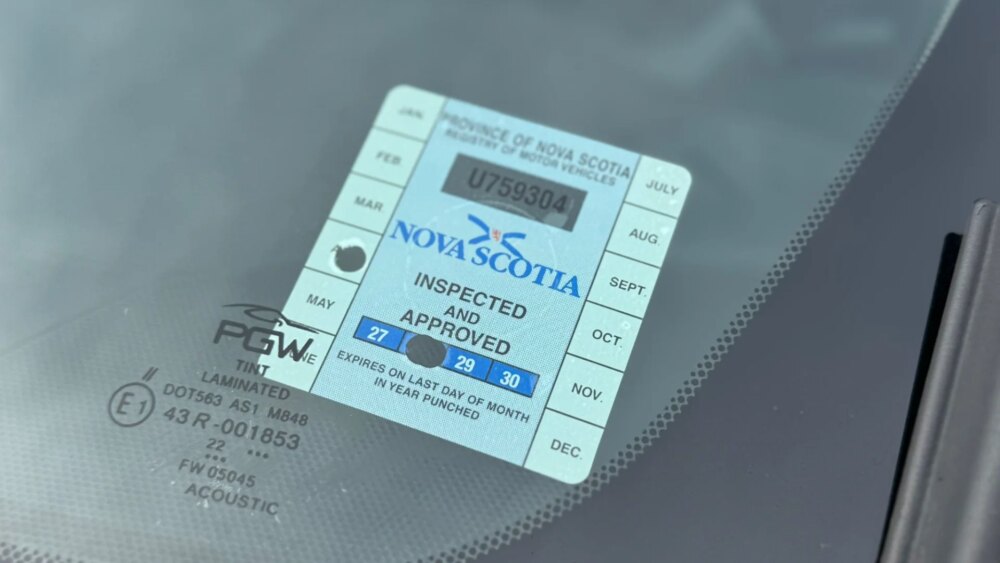 JAN.
FEB
MAR
MAY
NE
PROVINCE OF NOVA SCOTIA
REGISTRY OF MOTOR VEHICLES
U759304
NOVA SCOTIA
INSPECTED
AND
APPROVED
27 29 30
EXPIRES ON LAST DAY OF MONTH
IN YEAR PUNCHED
JULY
AUG.
SEPT.
OCT.
NOV.
DEC.
PGW
TINT
LAMINATED
DOT563 AS1 M848
E1 43 R-001853
22
FW 05045
ACOUSTIC